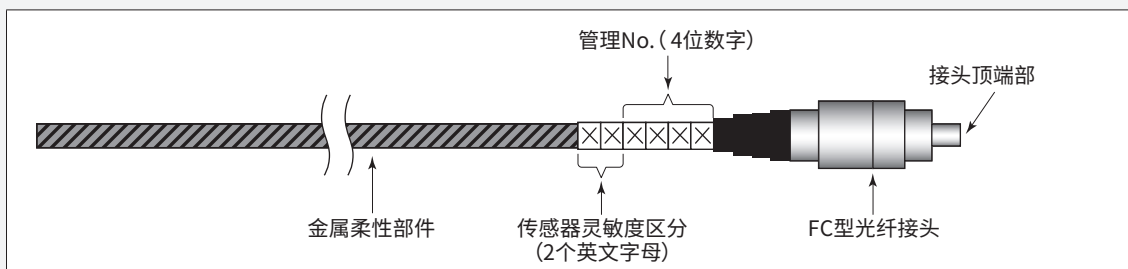 管理No.（4位数字）
接头顶端部
××××××
金属柔性部件
传感器灵敏度区分
（2个英文字母）
FC型光纤接头